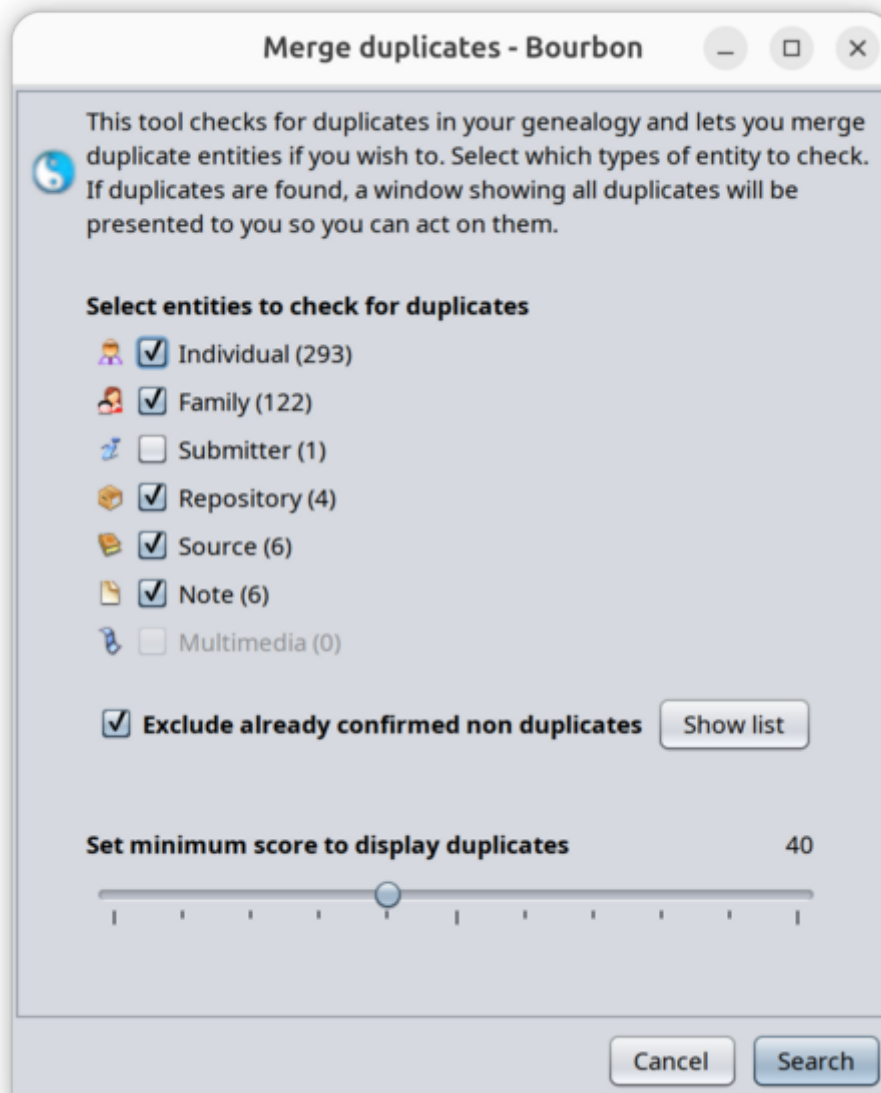 Merge duplicates - Bourbon
This tool checks for duplicates in your genealogy and lets you merge
duplicate entities if you wish to. Select which types of entity to check.
If duplicates are found, a window showing all duplicates will be
presented to you so you can act on them.
Select entities to check for duplicates
Individual (293)
Family (122)
Submitter (1)
Repository (4)
Source (6)
Note (6)
Multimedia (0)
Exclude already confirmed non duplicates Show list
Set minimum score to display duplicates 40
Cancel Search